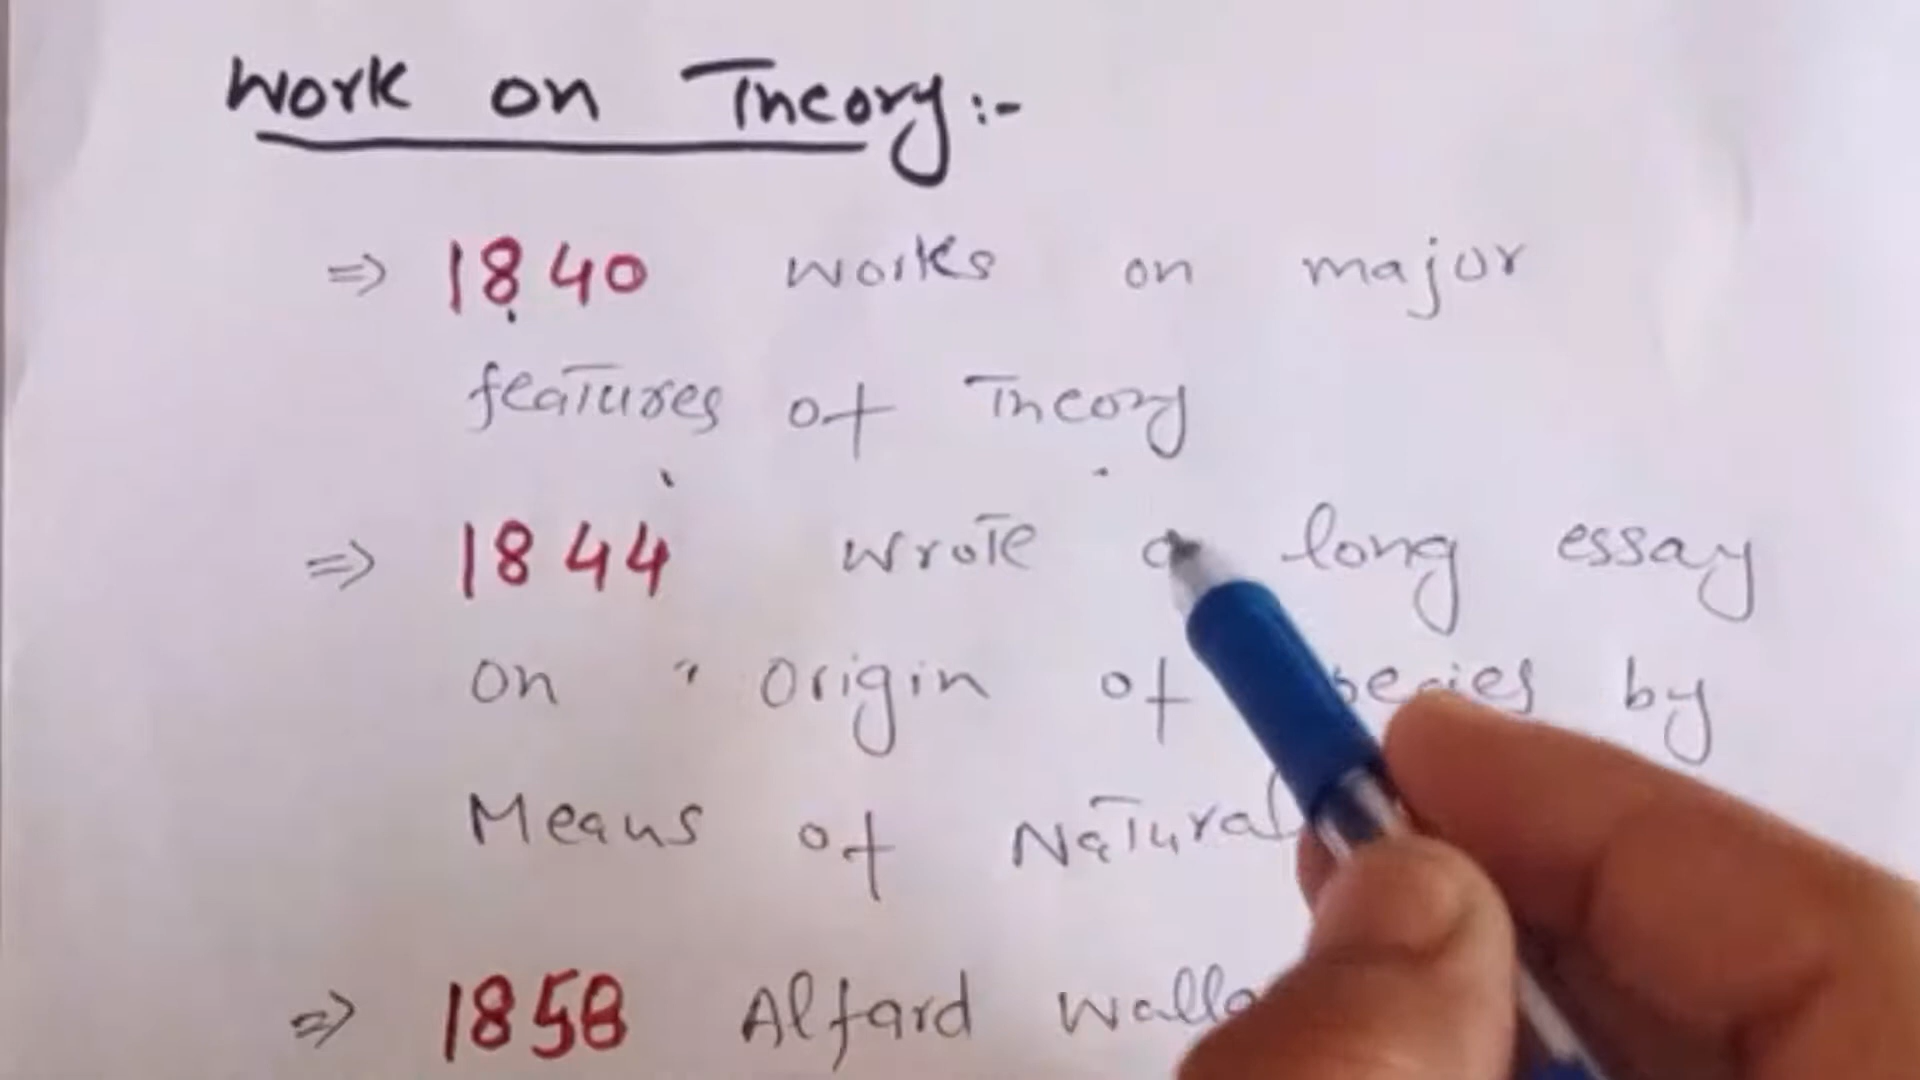 Work on Theory:-
⇒ 1840 works on major
features of Theory
⇒ 1844 wrote a long essay
on " Origin of by
Means of Natural
⇒ 1858 Alfard